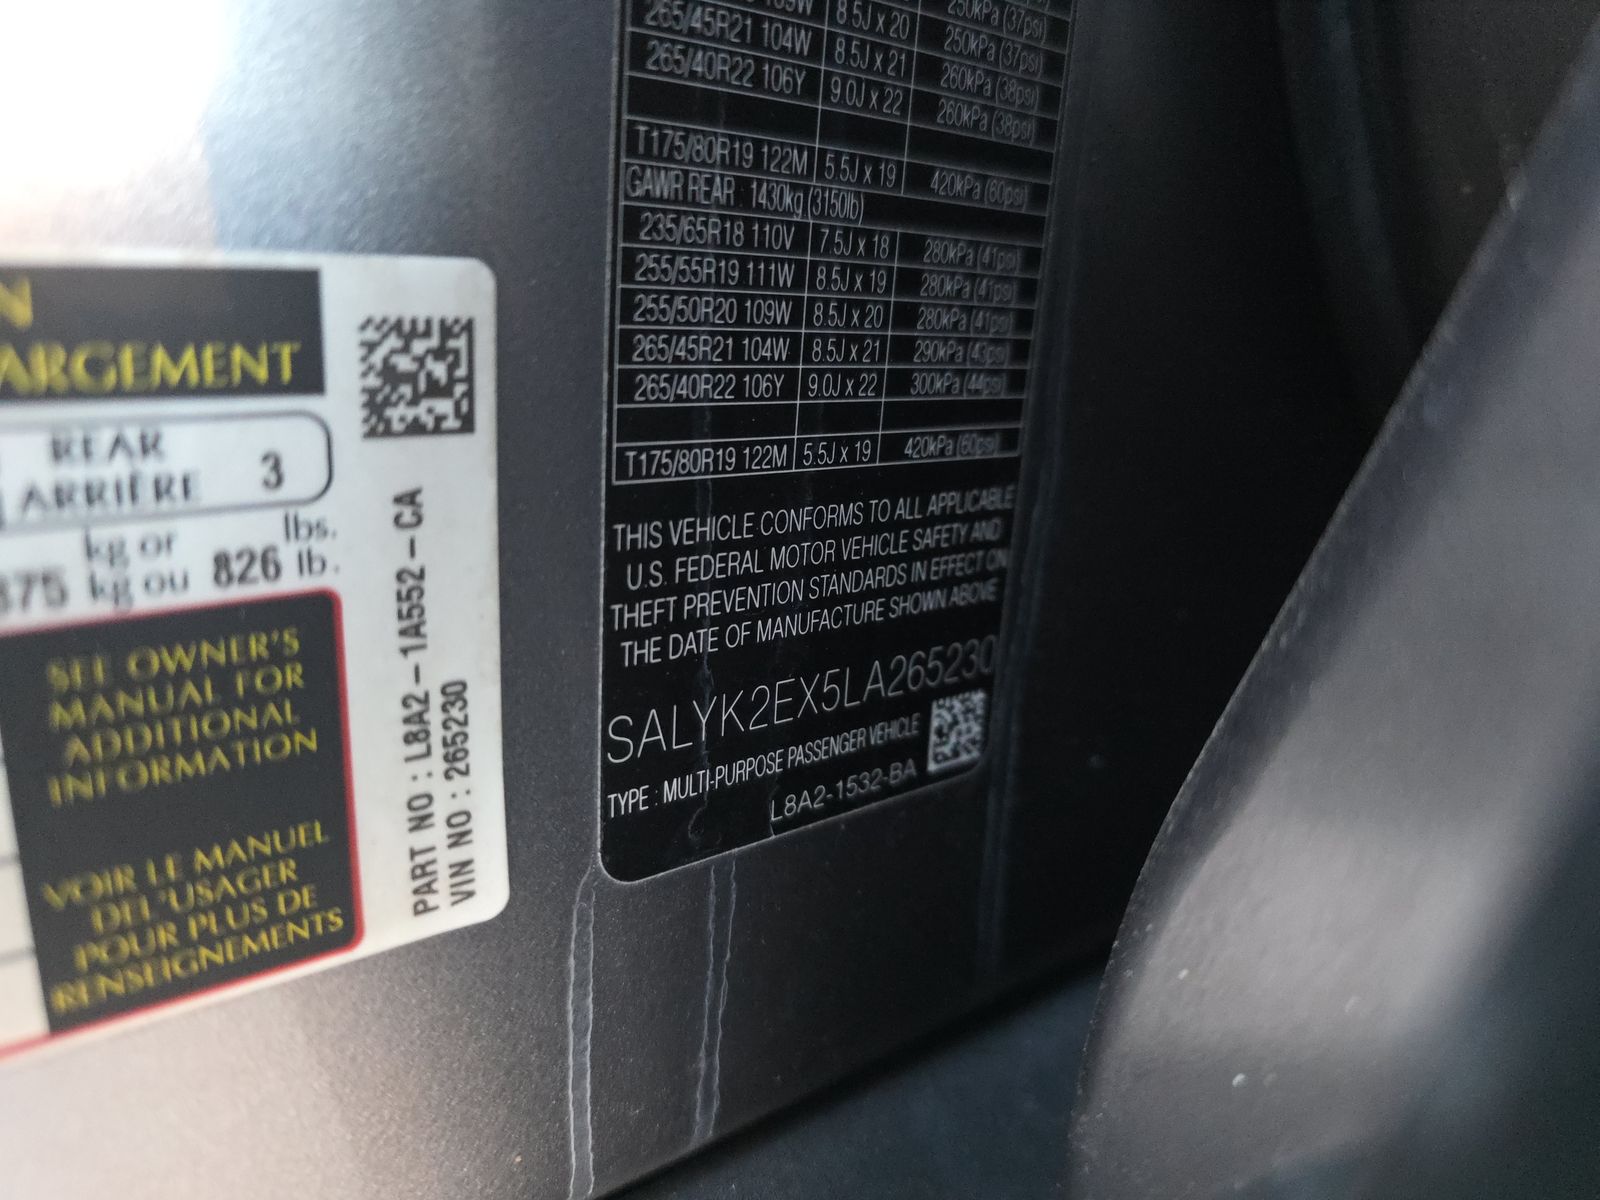 N
ARGEMENT
REAR
ARRIÈRE 3
kg or lbs.
375 kg ou 826 lb.
SEE OWNER'S
MANUAL FOR
ADDITIONAL
INFORMATION
VOIR LE MANUEL
DE L'USAGER
POUR PLUS DE
RENSEIGNEMENTS
PART NO : L8A2-1A552-CA
VIN NO : 265230
109W 8.5J x 20 250kPa (37psi)
265/45R21 104W 8.5J x 21 260kPa (38psi)
265/40R22 106Y 9.0J x 22 260kPa (38psi)
T175/80R19 122M 5.5J x 19 420kPa (60psi)
GAWR REAR : 1430kg (3150lb)
235/65R18 110V 7.5J x 18 280kPa (41psi)
255/55R19 111W 8.5J x 19 280kPa (41psi)
255/50R20 109W 8.5J x 20 280kPa (41psi)
265/45R21 104W 8.5J x 21 290kPa (43psi)
265/40R22 106Y 9.0J x 22 300kPa (44psi)
T175/80R19 122M 5.5J x 19 420kPa (60psi)
THIS VEHICLE CONFORMS TO ALL APPLICABLE
U.S. FEDERAL MOTOR VEHICLE SAFETY AND
THEFT PREVENTION STANDARDS IN EFFECT ON
THE DATE OF MANUFACTURE SHOWN ABOVE
SALYK2EX5LA265230
TYPE : MULTI-PURPOSE PASSENGER VEHICLE
L8A2-1532-BA